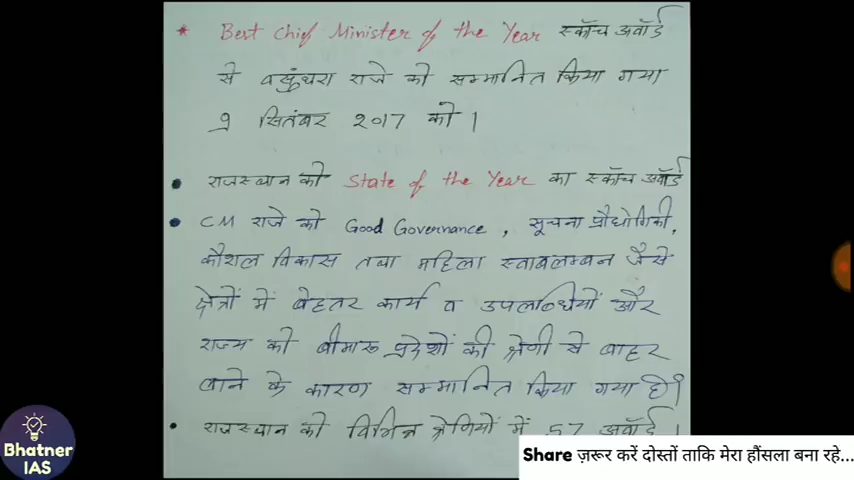 * Best Chief Minister of the Year स्कॉच अवॉर्ड
से वसुंधरा राजे को सम्मानित किया गया
9 सितंबर 2017 को।
• राजस्थान को State of the Year का स्कॉच अवॉर्ड
• CM राजे को Good Governance, सूचना प्रौद्योगिकी,
कौशल विकास तथा महिला स्वावलम्बन जैसे
क्षेत्रों में बेहतर कार्य व उपलब्धियों और
राज्य को बीमारू प्रदेशों की श्रेणी से बाहर
लाने के कारण सम्मानित किया गया है।
• राजस्थान को विभिन्न श्रेणियों में 57 अवॉर्ड।
Bhatner
IAS
Share ज़रूर करें दोस्तों ताकि मेरा हौंसला बना रहे...